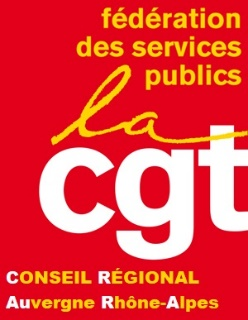 fédération
des services
publics
la
cgt
CONSEIL RÉGIONAL
AUvergne Rhône-Alpes